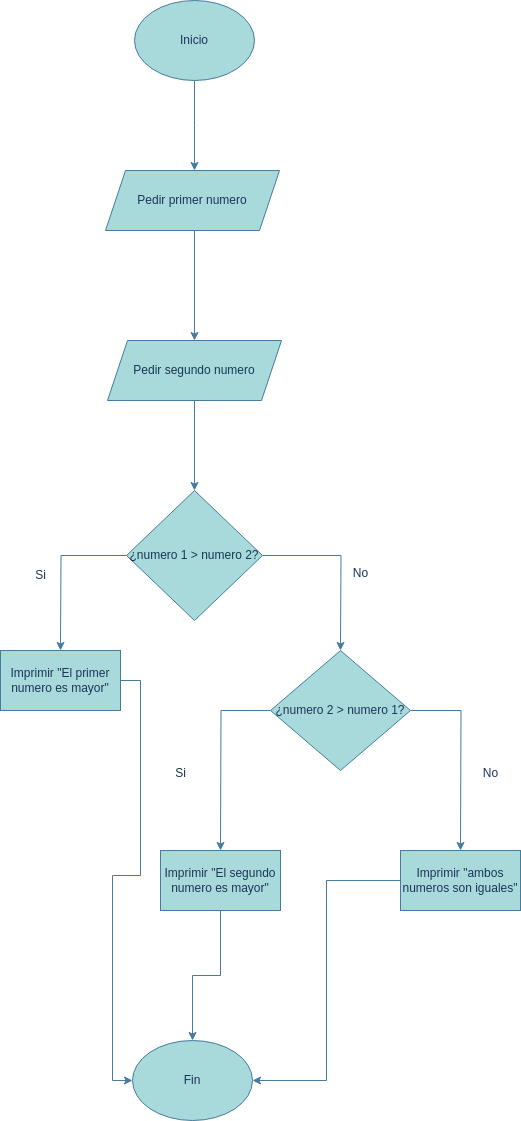 Inicio
Pedir primer numero
Pedir segundo numero
¿numero 1 > numero 2?
Si
No
Imprimir "El primer
numero es mayor"
¿numero 2 > numero 1?
Si
No
Imprimir "El segundo
numero es mayor"
Imprimir "ambos
numeros son iguales"
Fin